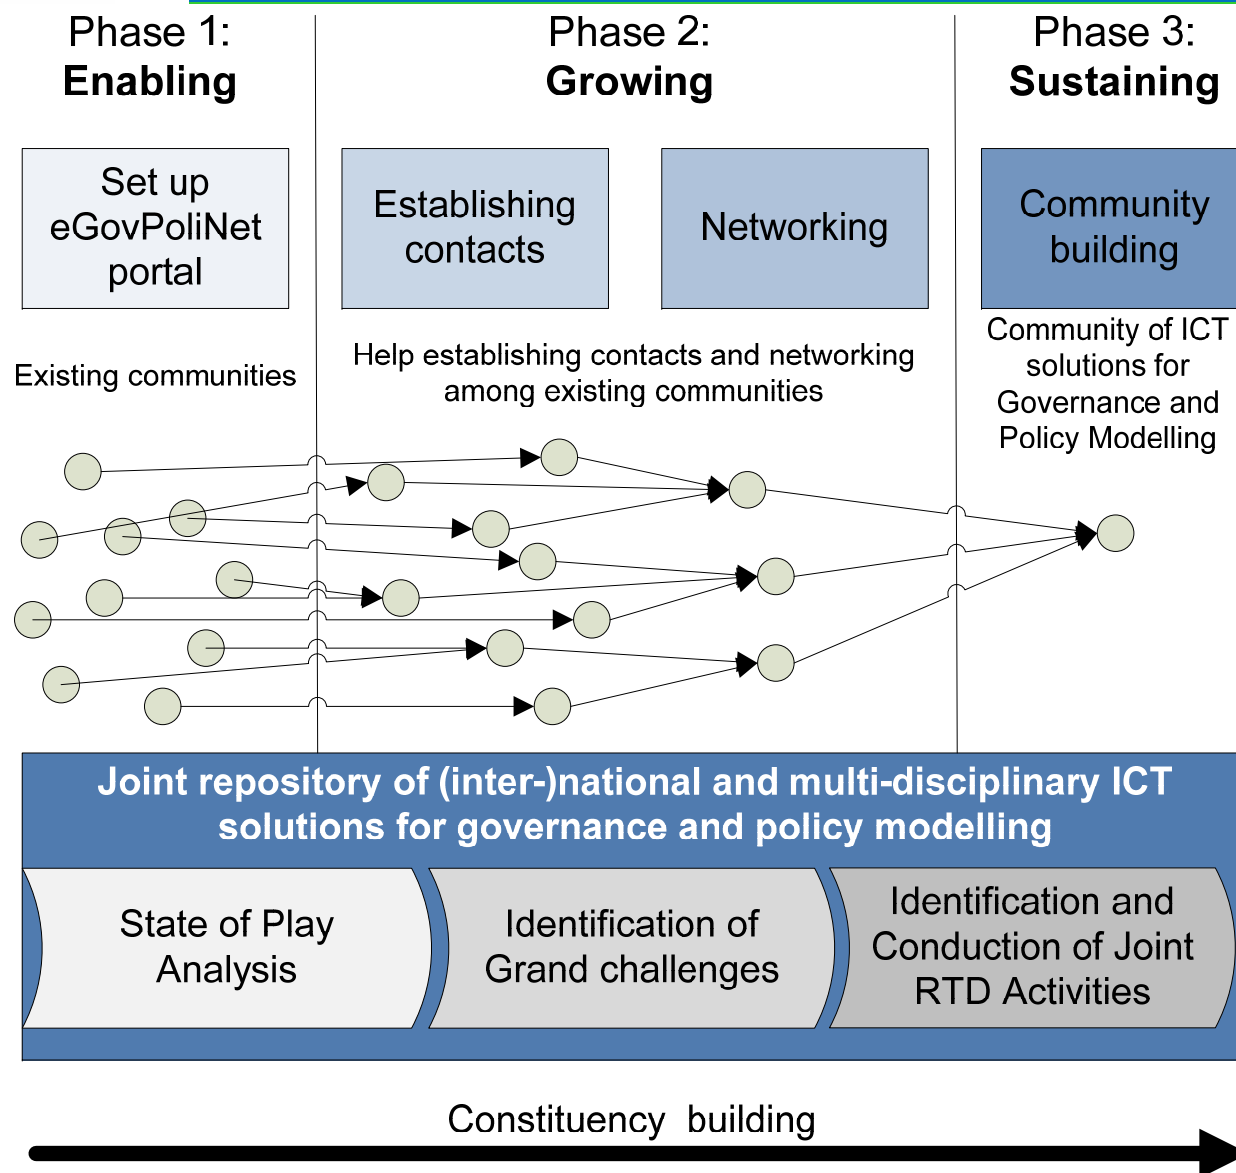 Phase 1:
Enabling
Phase 2:
Growing
Phase 3:
Sustaining
Set up
eGovPoliNet
portal
Establishing
contacts
Networking
Community
building
Existing communities
Help establishing contacts and networking
among existing communities
Community of ICT
solutions for
Governance and
Policy Modelling
Joint repository of (inter-)national and multi-disciplinary ICT
solutions for governance and policy modelling
State of Play
Analysis
Identification of
Grand challenges
Identification and
Conduction of Joint
RTD Activities
Constituency building